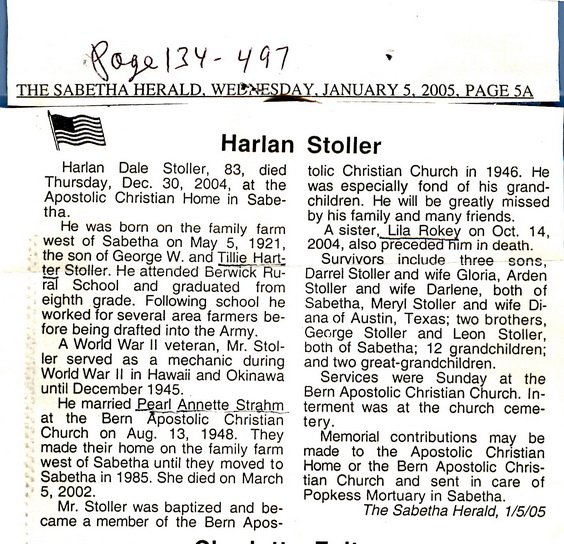 Page 134-497
THE SABETHA HERALD, WEDNESDAY, JANUARY 5, 2005, PAGE 5A
Harlan Stoller
Harlan Dale Stoller, 83, died
Thursday, Dec. 30, 2004, at the
Apostolic Christian Home in Sabe-
tha.
He was born on the family farm
west of Sabetha on May 5, 1921,
the son of George W. and Tillie Hart-
ter Stoller. He attended Berwick Ru-
ral School and graduated from
eighth grade. Following school he
worked for several area farmers be-
fore being drafted into the Army.
A World War II veteran, Mr. Stol-
ler served as a mechanic during
World War II in Hawaii and Okinawa
until December 1945.
He married Pearl Annette Strahm
at the Bern Apostolic Christian
Church on Aug. 13, 1948. They
made their home on the family farm
west of Sabetha until they moved to
Sabetha in 1985. She died on March
5, 2002.
Mr. Stoller was baptized and be-
came a member of the Bern Apos-
tolic Christian Church in 1946. He
was especially fond of his grand-
children. He will be greatly missed
by his family and many friends.
A sister, Lila Rokey on Oct. 14,
2004, also preceded him in death.
Survivors include three sons,
Darrel Stoller and wife Gloria, Arden
Stoller and wife Darlene, both of
Sabetha, Meryl Stoller and wife Di-
ana of Austin, Texas; two brothers,
George Stoller and Leon Stoller,
both of Sabetha; 12 grandchildren;
and two great-grandchildren.
Services were Sunday at the
Bern Apostolic Christian Church. In-
terment was at the church ceme-
tery.
Memorial contributions may be
made to the Apostolic Christian
Home or the Bern Apostolic Chris-
tian Church and sent in care of
Popkess Mortuary in Sabetha.
The Sabetha Herald, 1/5/05